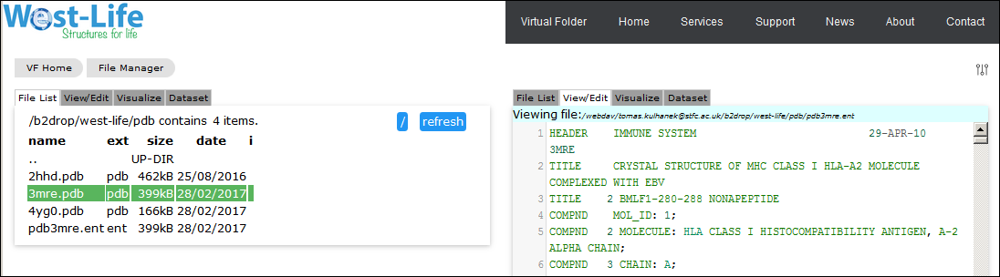 West-Life
Structures for life
Virtual Folder Home Services Support News About Contact
VF Home File Manager
File List View/Edit Visualize Dataset
/b2drop/west-life/pdb contains 4 items. / refresh
name ext size date i
.. UP-DIR
2hhd.pdb pdb 462kB 25/08/2016
3mre.pdb pdb 399kB 28/02/2017
4yg0.pdb pdb 166kB 28/02/2017
pdb3mre.ent ent 399kB 28/02/2017
File List View/Edit Visualize Dataset
Viewing file:/webdav/tomas.kulhanek@stfc.ac.uk/b2drop/west-life/pdb/pdb3mre.ent
1 HEADER IMMUNE SYSTEM 29-APR-10
3MRE
2 TITLE CRYSTAL STRUCTURE OF MHC CLASS I HLA-A2 MOLECULE
COMPLEXED WITH EBV
3 TITLE 2 BMLF1-280-288 NONAPEPTIDE
4 COMPND MOL_ID: 1;
5 COMPND 2 MOLECULE: HLA CLASS I HISTOCOMPATIBILITY ANTIGEN, A-2
ALPHA CHAIN;
6 COMPND 3 CHAIN: A;